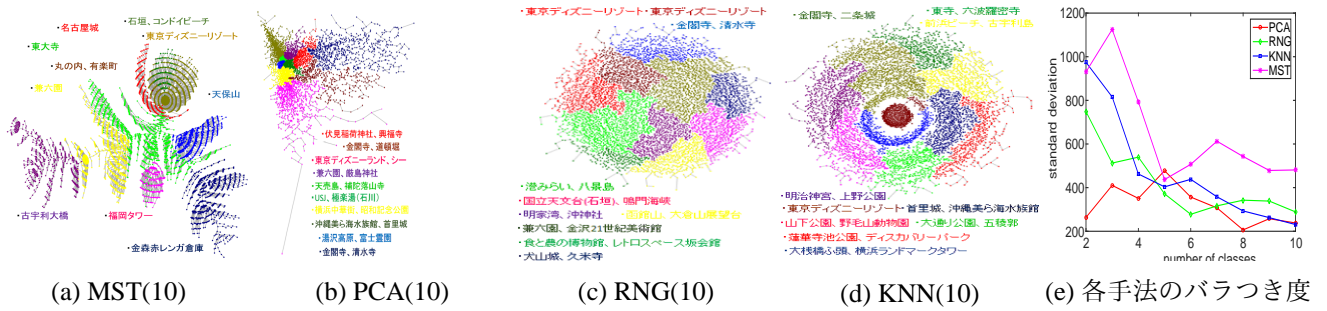 ・名古屋城
・石垣、コンドイビーチ
・東大寺
・東京ディズニーリゾート
・丸の内、有楽町
・兼六園
・天保山
・古宇利大橋
・福岡タワー
・金森赤レンガ倉庫
(a) MST(10)
・伏見稲荷神社、興福寺
・金閣寺、道頓堀
・東京ディズニーランド、シー
・兼六園、厳島神社
・天売島、補陀落山寺
・USJ、極楽湯(石川)
・沖縄美ら海水族館、首里城
・湯沢高原、富士霊園
・金閣寺、清水寺
(b) PCA(10)
・東京ディズニーリゾート
・東京ディズニーリゾート
・金閣寺、清水寺
・港みらい、八景島
・国立天文台(石垣)、鳴門海峡
・明家湾、沖神社
・兼六園、金沢21世紀美術館
・食と農の博物館、レトロスペース坂会館
・犬山城、久米寺
(c) RNG(10)
・金閣寺、二条城
・東寺、六波羅密寺
・明治神宮、上野公園
・東京ディズニーリゾート
・首里城、沖縄美ら海水族館
・山下公園、野毛山動物園
・大通り公園、五稜郭
・蓮華寺池公園、ディスカバリーパーク
・大桟橋ふ頭、横浜ランドマークタワー
(d) KNN(10)
1200
1000
800
600
400
200
standard deviation
PCA
RNG
KNN
MST
2 4 6 8 10
number of classes
(e) 各手法のバラつき度